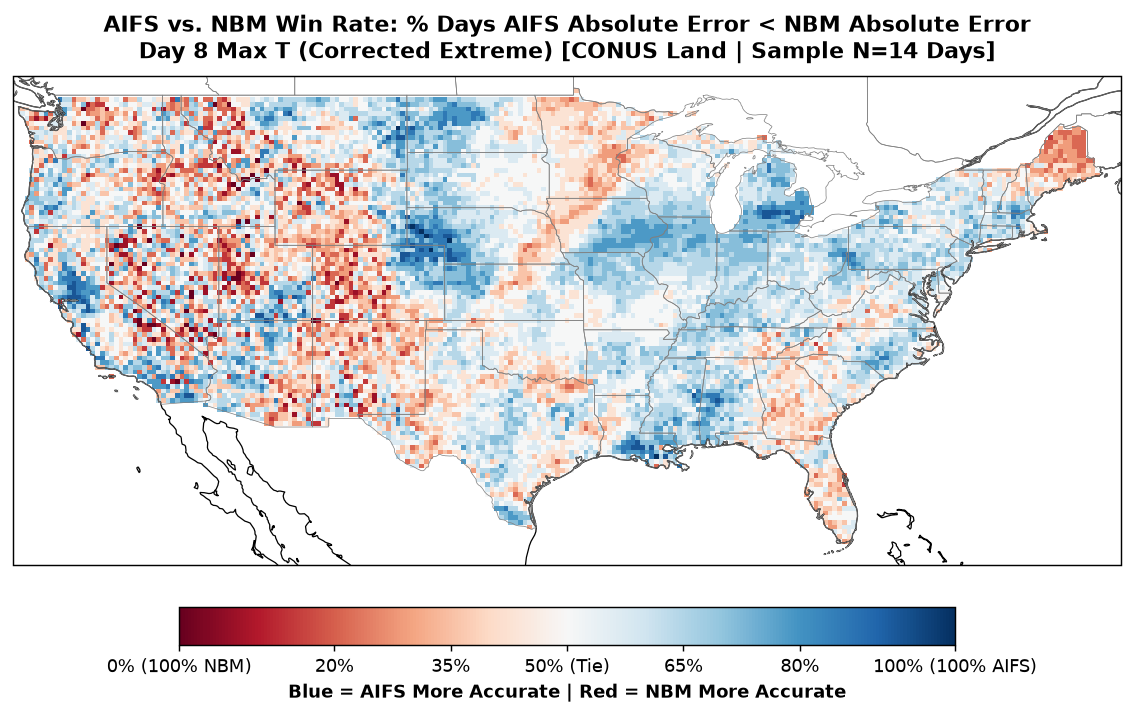 AIFS vs. NBM Win Rate: % Days AIFS Absolute Error < NBM Absolute Error
Day 8 Max T (Corrected Extreme) [CONUS Land | Sample N=14 Days]
0% (100% NBM) 20% 35% 50% (Tie) 65% 80% 100% (100% AIFS)
Blue = AIFS More Accurate | Red = NBM More Accurate